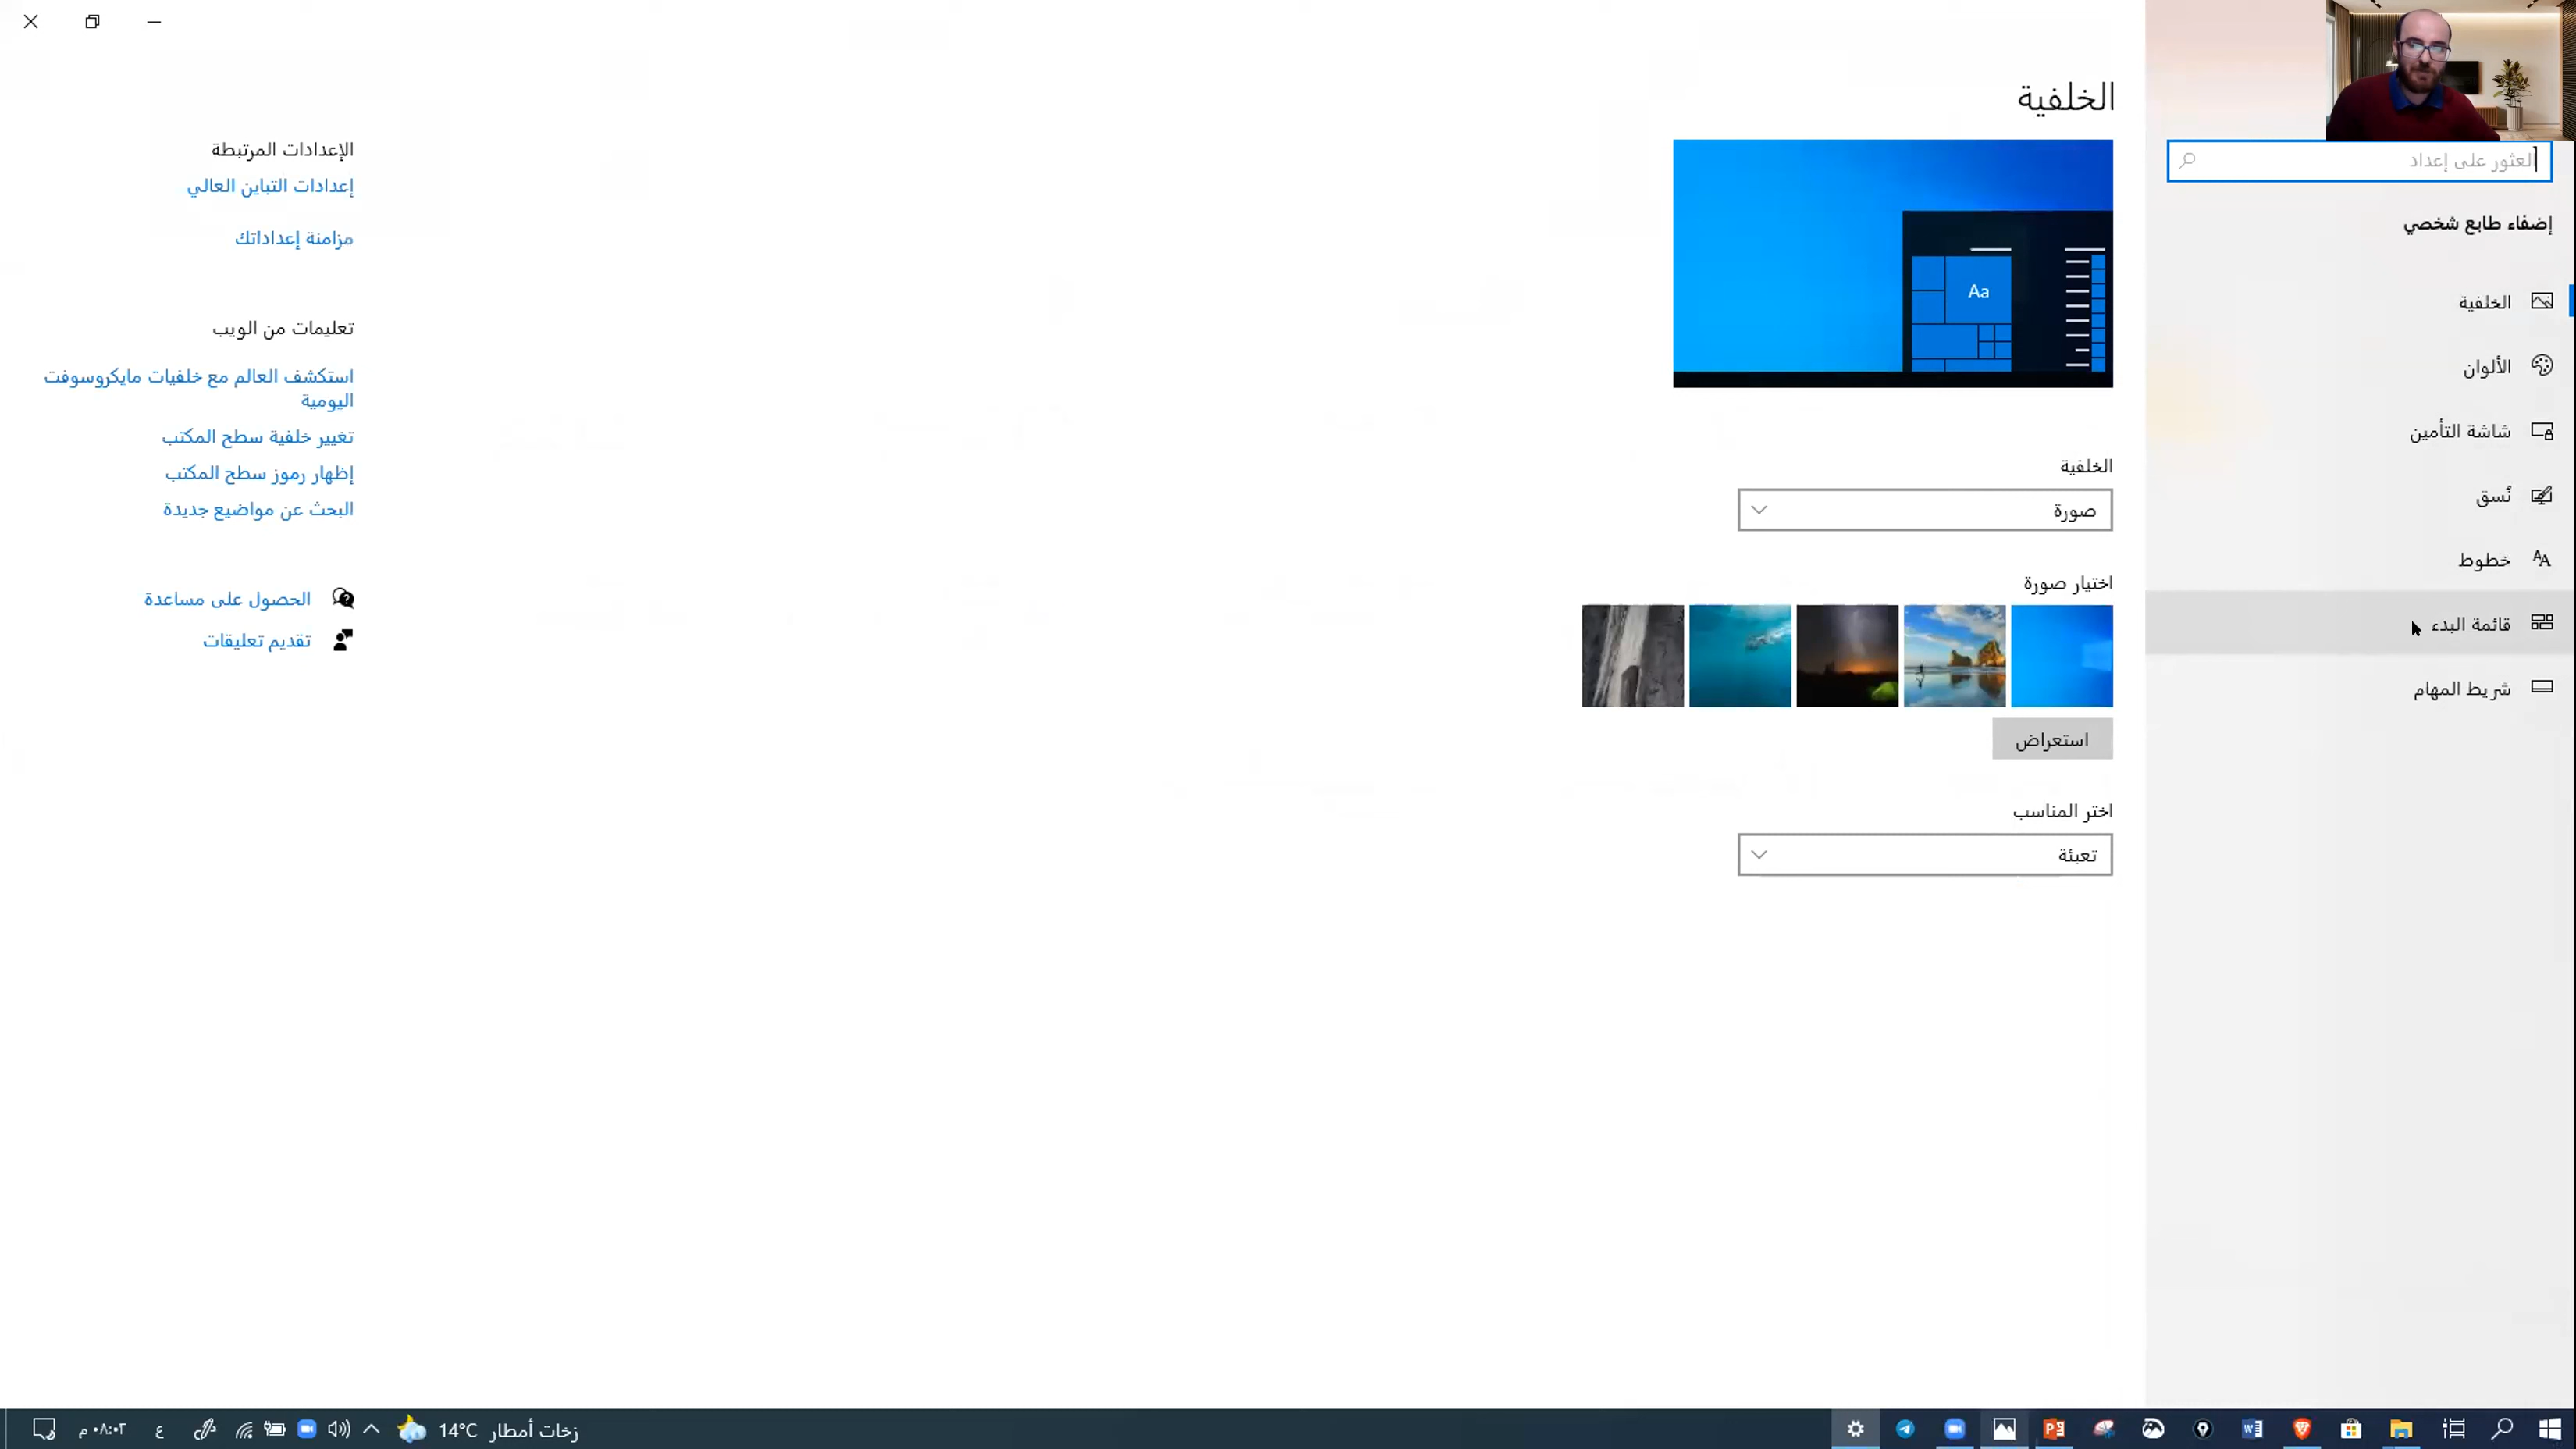 العثور على إعداد
إضفاء طابع شخصي
الخلفية
الألوان
شاشة التأمين
نُسق
خطوط
قائمة البدء
شريط المهام
الخلفية
Aa
الخلفية
صورة
اختيار صورة
استعراض
اختر المناسب
تعبئة
الإعدادات المرتبطة
إعدادات التباين العالي
مزامنة إعداداتك
تعليمات من الويب
استكشف العالم مع خلفيات مايكروسوفت
اليومية
تغيير خلفية سطح المكتب
إظهار رموز سطح المكتب
البحث عن مواضيع جديدة
الحصول على مساعدة
تقديم تعليقات
زخات أمطار 14°C
ع
٠٨:٠٢ م